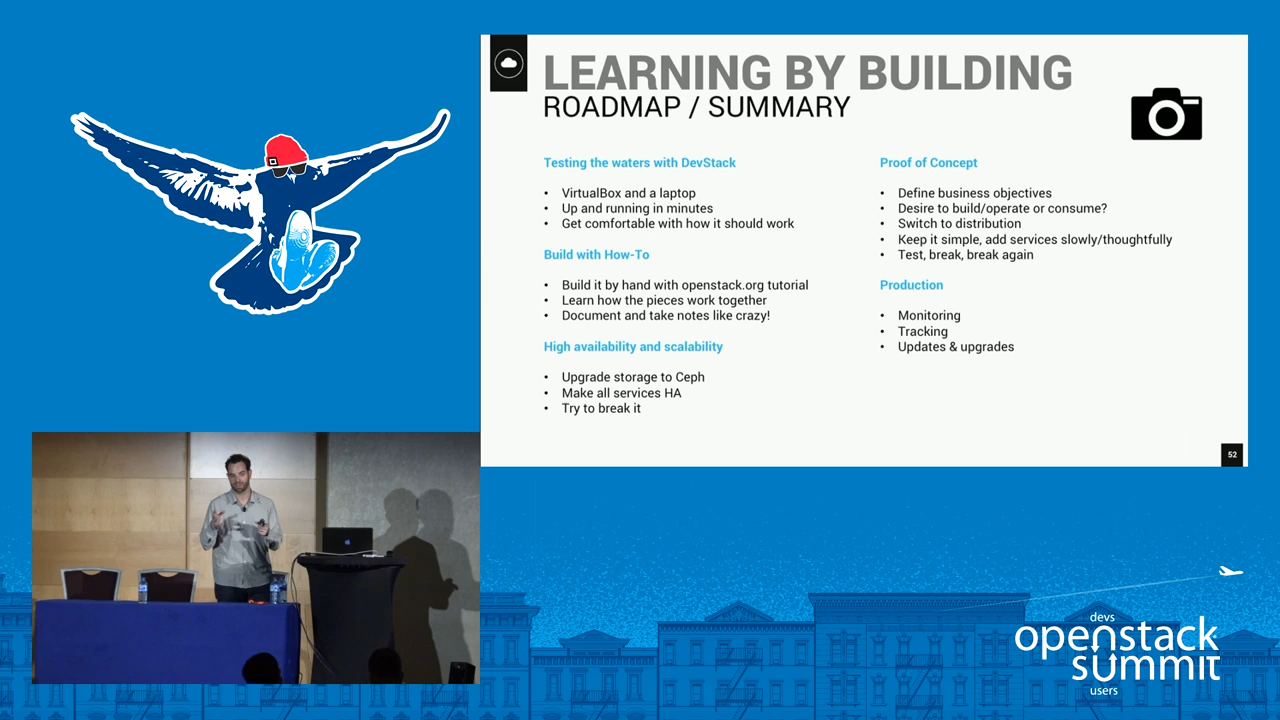 LEARNING BY BUILDING
ROADMAP / SUMMARY
Testing the waters with DevStack
• VirtualBox and a laptop
• Up and running in minutes
• Get comfortable with how it should work
Build with How-To
• Build it by hand with openstack.org tutorial
• Learn how the pieces work together
• Document and take notes like crazy!
High availability and scalability
• Upgrade storage to Ceph
• Make all services HA
• Try to break it
Proof of Concept
• Define business objectives
• Desire to build/operate or consume?
• Switch to distribution
• Keep it simple, add services slowly/thoughtfully
• Test, break, break again
Production
• Monitoring
• Tracking
• Updates & upgrades
52
devs
openstack
summit
users